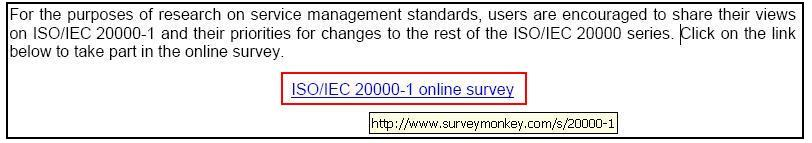 For the purposes of research on service management standards, users are encouraged to share their views
on ISO/IEC 20000-1 and their priorities for changes to the rest of the ISO/IEC 20000 series. Click on the link
below to take part in the online survey.
ISO/IEC 20000-1 online survey
http://www.surveymonkey.com/s/20000-1